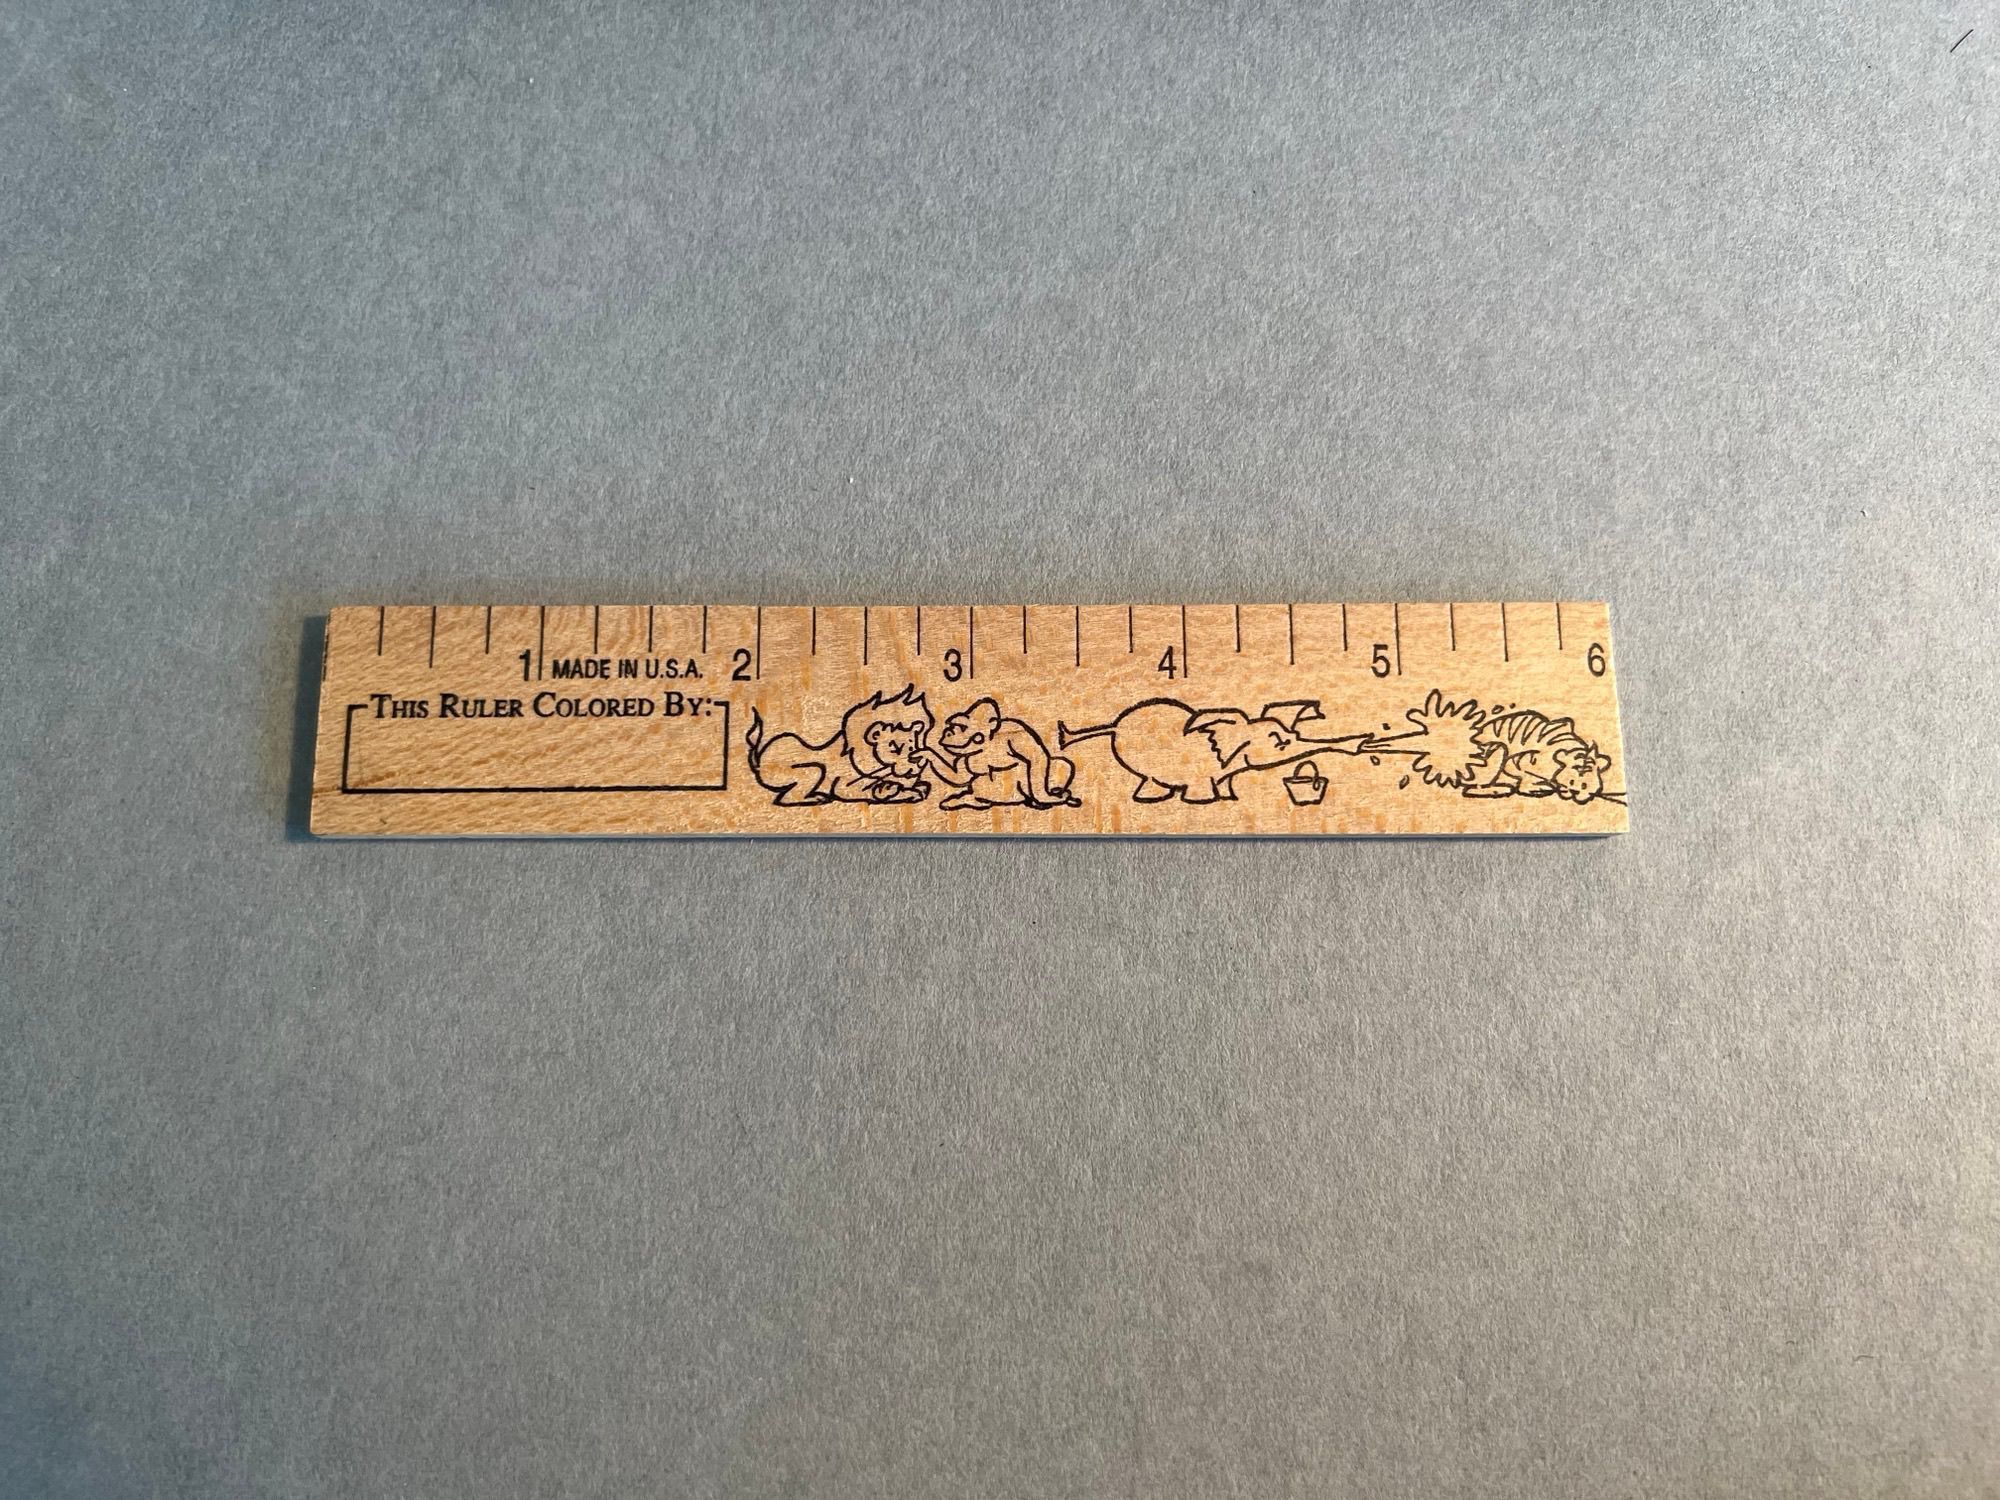 1 MADE IN U.S.A. 2 3 4 5 6
THIS RULER COLORED BY: